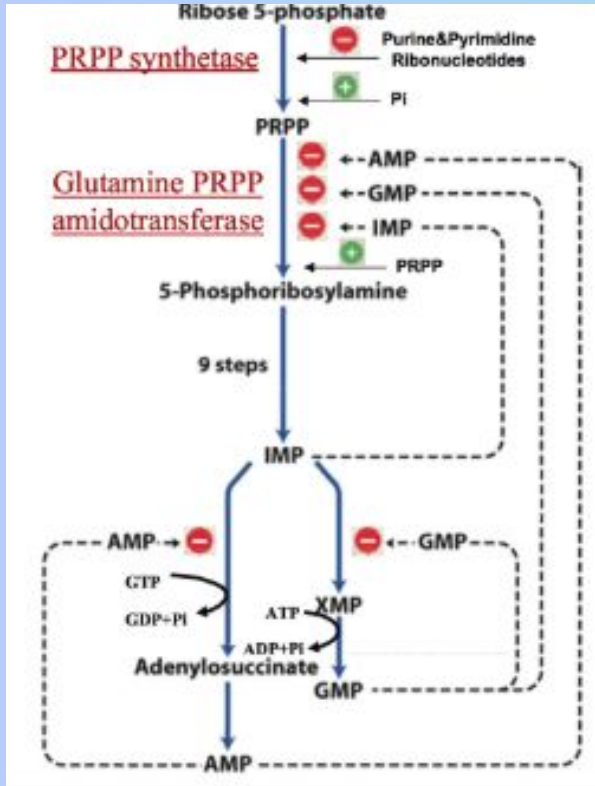 Ribose 5-phosphate
PRPP synthetase
Purine&Pyrimidine
Ribonucleotides
Pi
PRPP
AMP
Glutamine PRPP
amidotransferase
GMP
IMP
PRPP
5-Phosphoribosylamine
9 steps
IMP
AMP
GMP
GTP
GDP+Pi
ATP
XMP
ADP+Pi
Adenylosuccinate
GMP
AMP